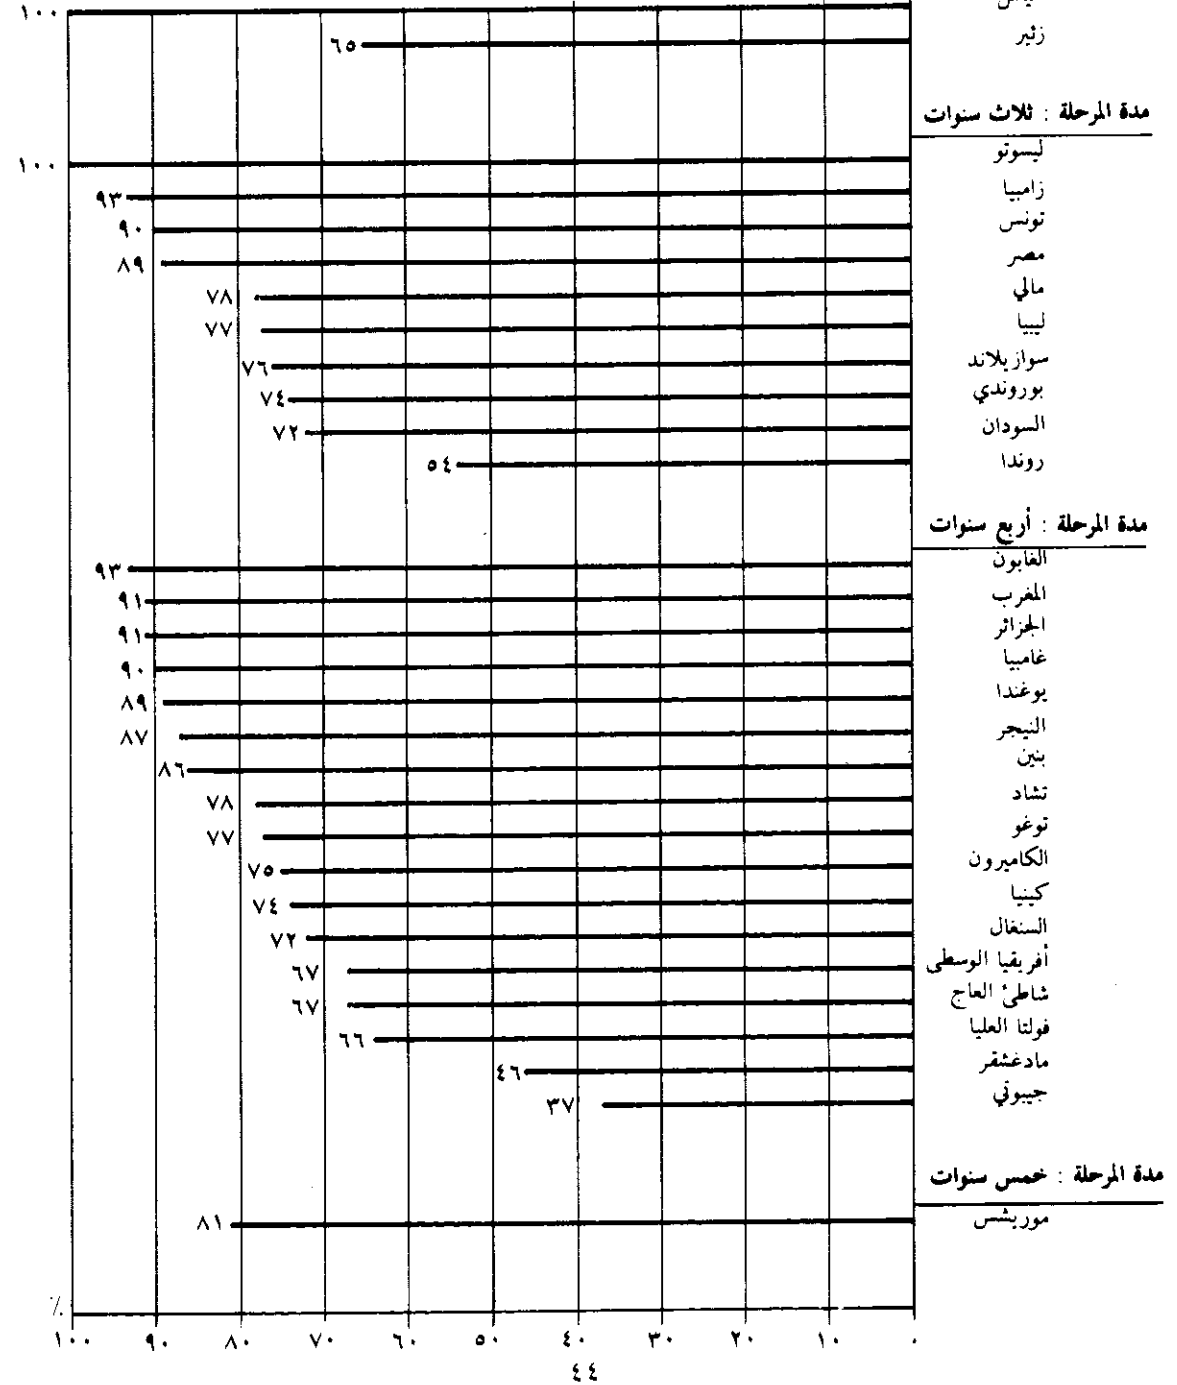 ١٠٠
زئير ٦٥
مدة المرحلة : ثلاث سنوات
ليسوتو ١٠٠
زامبيا ٩٣
تونس ٩٠
مصر ٨٩
مالي ٧٨
ليبيا ٧٧
سوازيلاند ٧٦
بوروندي ٧٤
السودان ٧٢
روندا ٥٤
مدة المرحلة : أربع سنوات
الغابون ٩٣
المغرب ٩١
الجزائر ٩١
غامبيا ٩٠
يوغندا ٨٩
النيجر ٨٧
بنين ٨٦
تشاد ٧٨
توغو ٧٧
الكاميرون ٧٥
كينيا ٧٤
السنغال ٧٢
أفريقيا الوسطى ٦٧
شاطئ العاج ٦٧
فولتا العليا ٦٦
مادغشقر ٤٦
جيبوتي ٣٧
مدة المرحلة : خمس سنوات
موريشس ٨١
٪
٠ ١٠ ٢٠ ٣٠ ٤٠ ٥٠ ٦٠ ٧٠ ٨٠ ٩٠ ١٠٠
٤٤